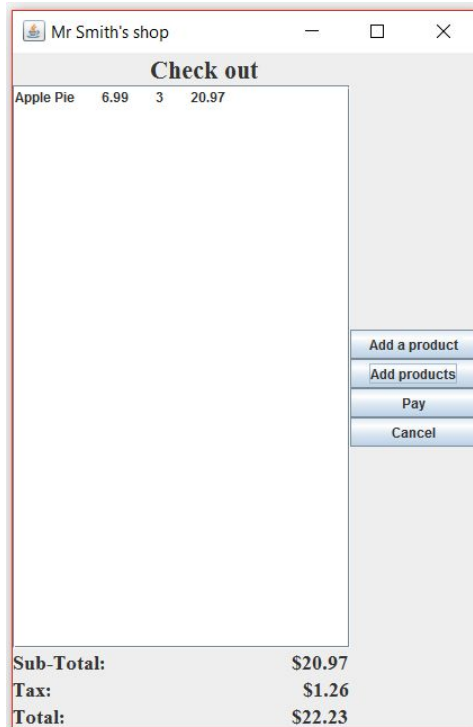 Mr Smith's shop
Check out
Apple Pie 6.99 3 20.97
Add a product
Add products
Pay
Cancel
Sub-Total: $20.97
Tax: $1.26
Total: $22.23